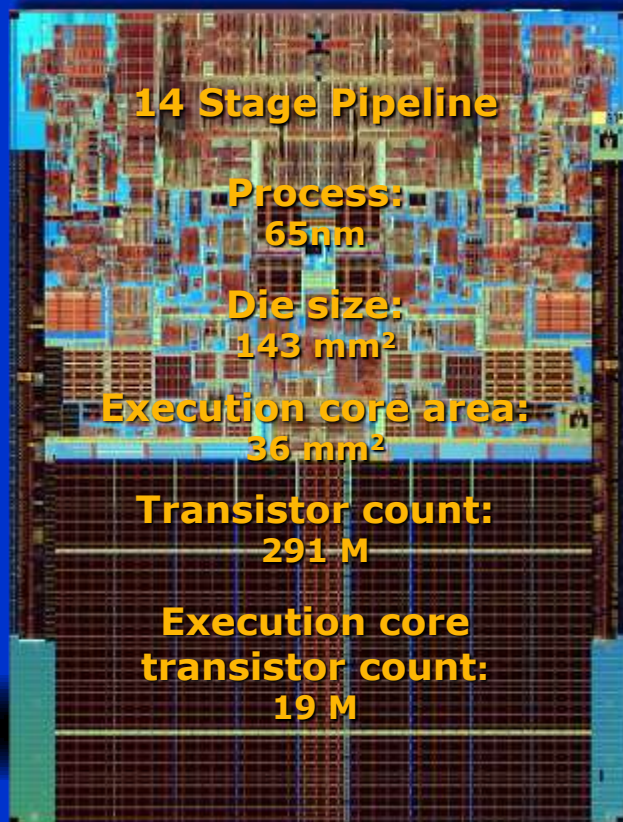 14 Stage Pipeline
Process:
65nm
Die size:
143 mm²
Execution core area:
36 mm²
Transistor count:
291 M
Execution core
transistor count:
19 M